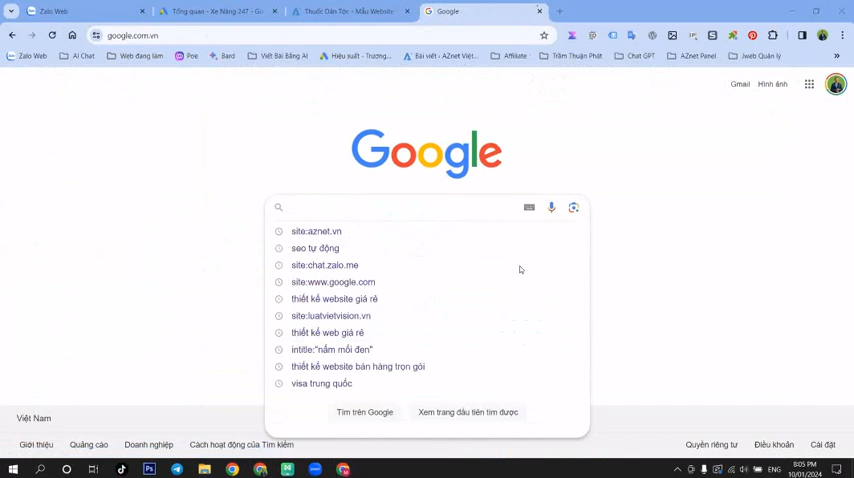 Zalo Web
Tổng quan - Xe Nâng 247 - Go
Thuốc Dân Tộc - Mẫu Website
Google
google.com.vn
Zalo Web
AI Chat
Web đang làm
Poe
Bard
Viết Bài Bằng AI
Hiệu suất - Trương...
Bài viết ‹ AZnet Việt...
Affiliate
Trầm Thuận Phát
Chat GPT
AZnet Panel
Jweb Quản lý
»
Gmail
Hình ảnh
Google
site:aznet.vn
seo tự động
site:chat.zalo.me
site:www.google.com
thiết kế website giá rẻ
site:luatvietvision.vn
thiết kế web giá rẻ
intitle:"nấm mối đen"
thiết kế website bán hàng trọn gói
visa trung quốc
Tìm trên Google
Xem trang đầu tiên tìm được
Việt Nam
Giới thiệu
Quảng cáo
Doanh nghiệp
Cách hoạt động của Tìm kiếm
Quyền riêng tư
Điều khoản
Cài đặt
ENG
8:05 PM
10/01/2024